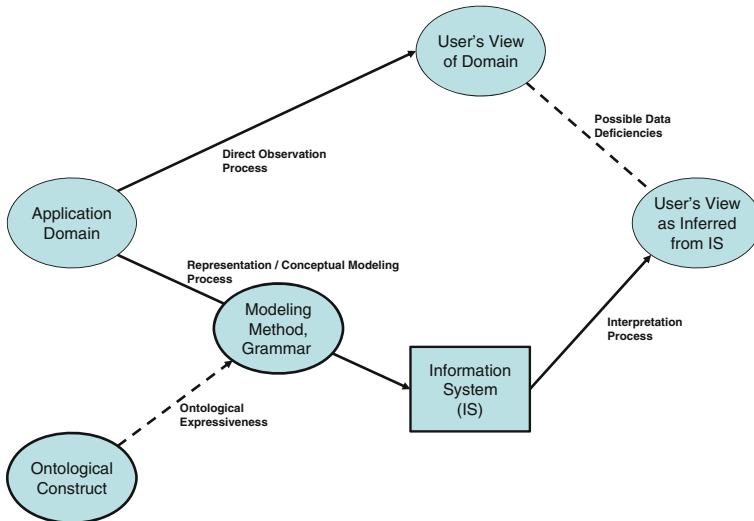 User's View
of Domain
Possible Data
Deficiencies
Direct Observation
Process
Application
Domain
User's View
as Inferred
from IS
Representation / Conceptual Modeling
Process
Modeling
Method,
Grammar
Interpretation
Process
Information
System
(IS)
Ontological
Expressiveness
Ontological
Construct